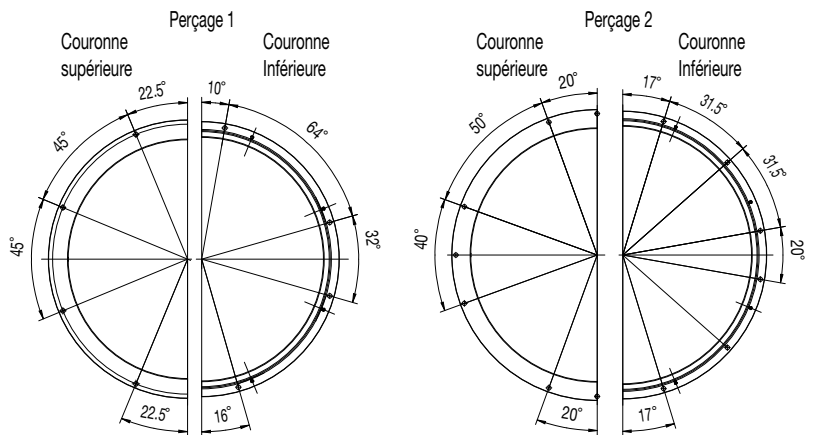 Perçage 1
Couronne
supérieure
Couronne
Inférieure
22.5°
10°
45°
64°
45°
32°
22.5°
16°
Perçage 2
Couronne
supérieure
Couronne
Inférieure
20°
17°
50°
31.5°
31.5°
40°
20°
20°
17°